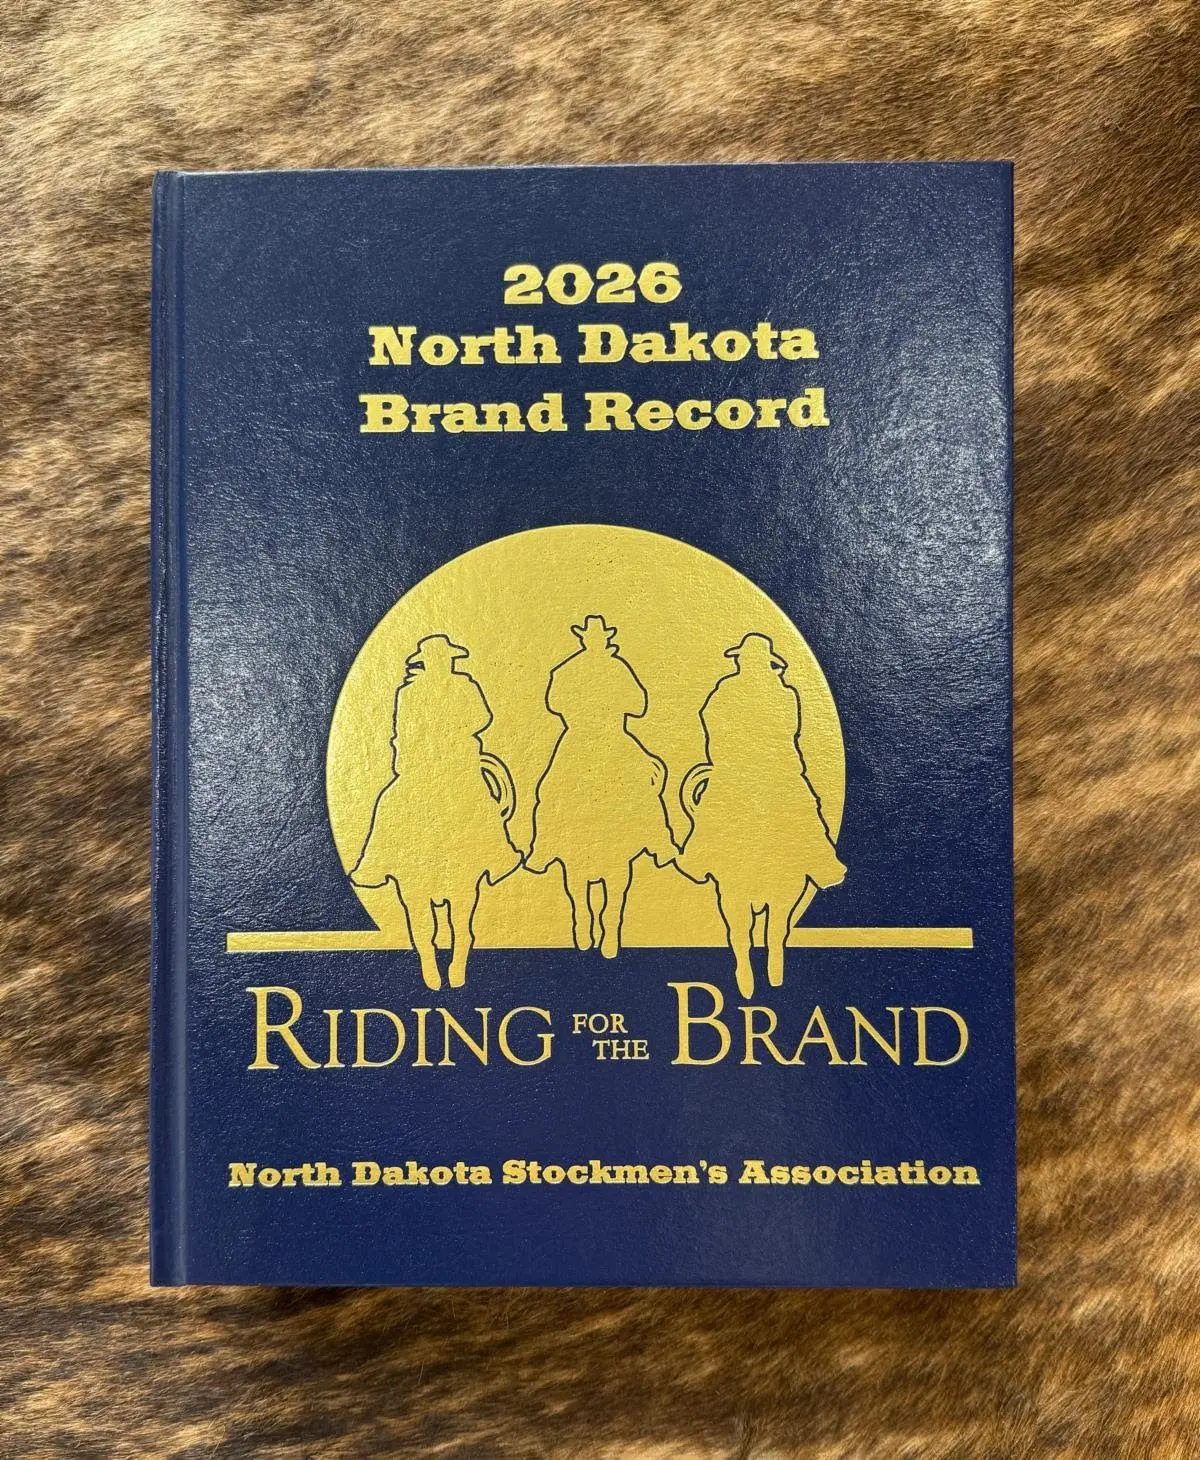 2026
North Dakota
Brand Record
RIDING FOR THE BRAND
North Dakota Stockmen's Association